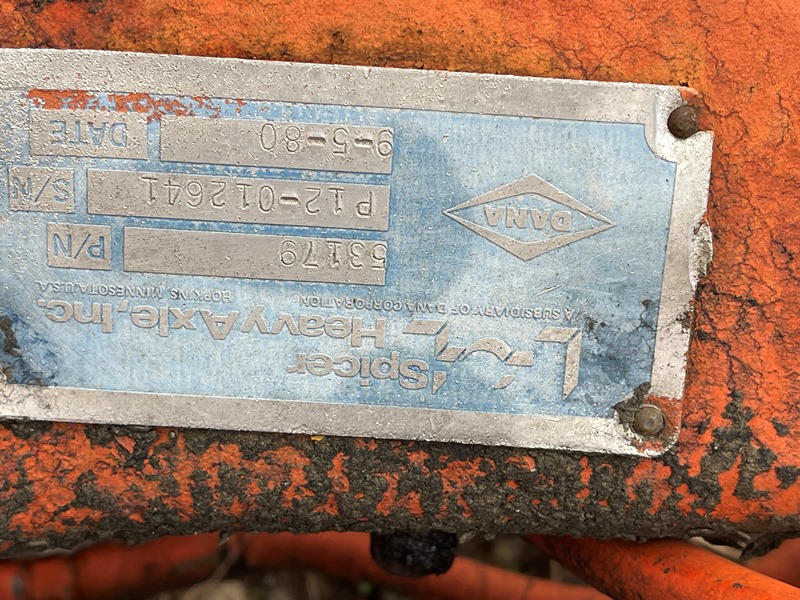 Spicer
Heavy Axle, Inc.
A SUBSIDIARY OF DANA CORPORATION
HOPKINS, MINNESOTA, U.S.A.
P/N 53179
S/N P12-012641
DATE 9-5-80
DANA